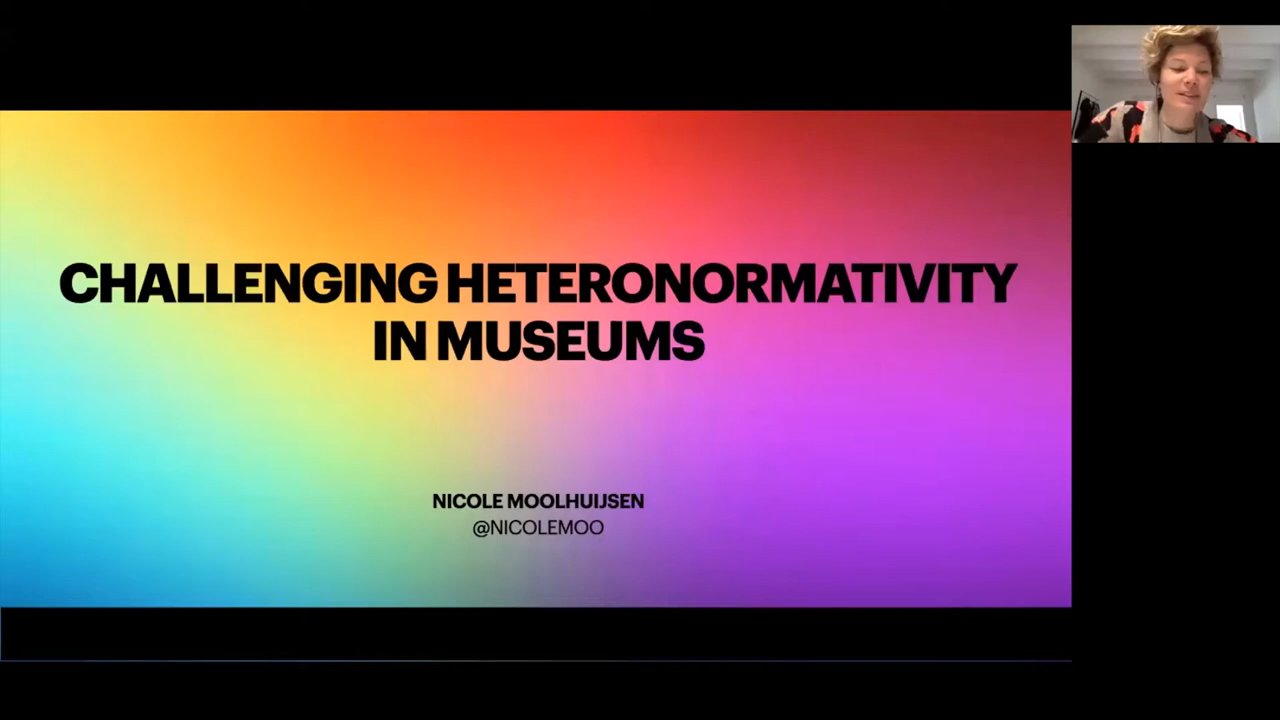 CHALLENGING HETERONORMATIVITY
IN MUSEUMS
NICOLE MOOLHUIJSEN
@NICOLEMOO